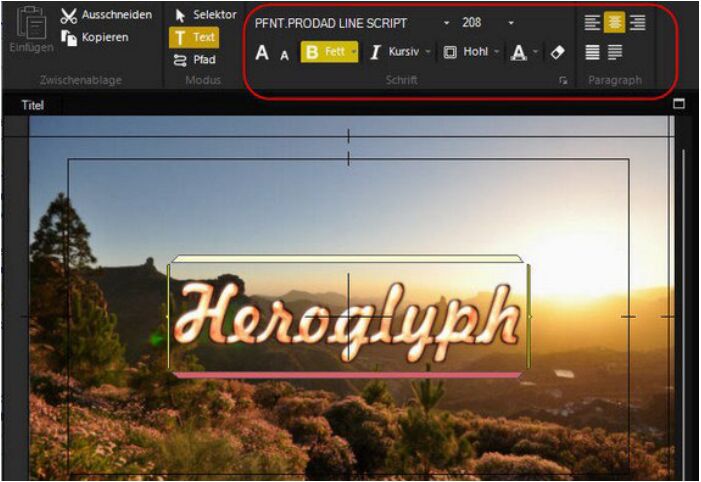 Ausschneiden
Kopieren
Einfügen
Zwischenablage
Selektor
T Text
Pfad
Modus
PFNT.PRODAD LINE SCRIPT 208
A A B Fett I Kursiv Hohl A
Schrift
Paragraph
Titel
Heroglyph